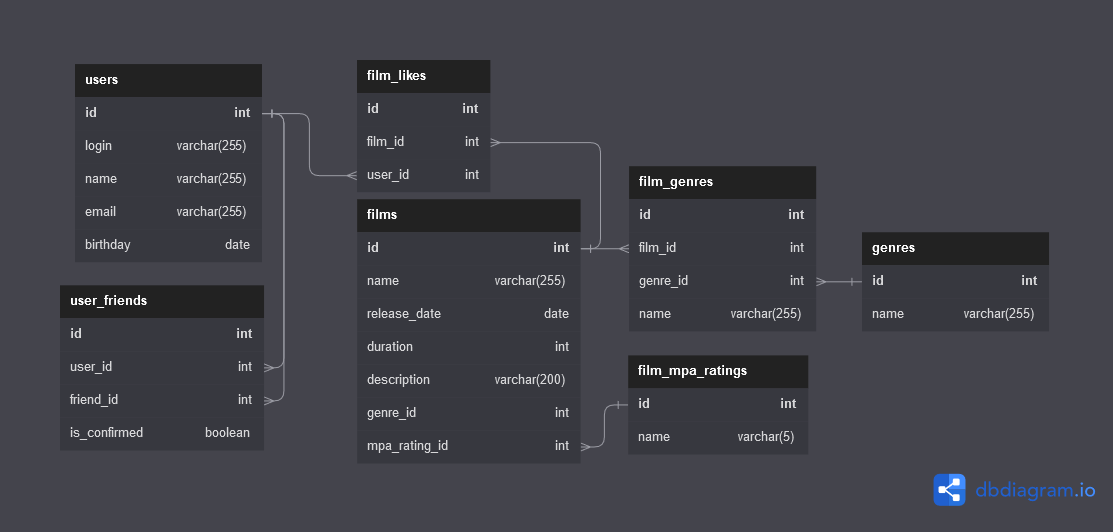 users
id int
login varchar(255)
name varchar(255)
email varchar(255)
birthday date
user_friends
id int
user_id int
friend_id int
is_confirmed boolean
film_likes
id int
film_id int
user_id int
films
id int
name varchar(255)
release_date date
duration int
description varchar(200)
genre_id int
mpa_rating_id int
film_genres
id int
film_id int
genre_id int
name varchar(255)
film_mpa_ratings
id int
name varchar(5)
genres
id int
name varchar(255)
dbdiagram.io